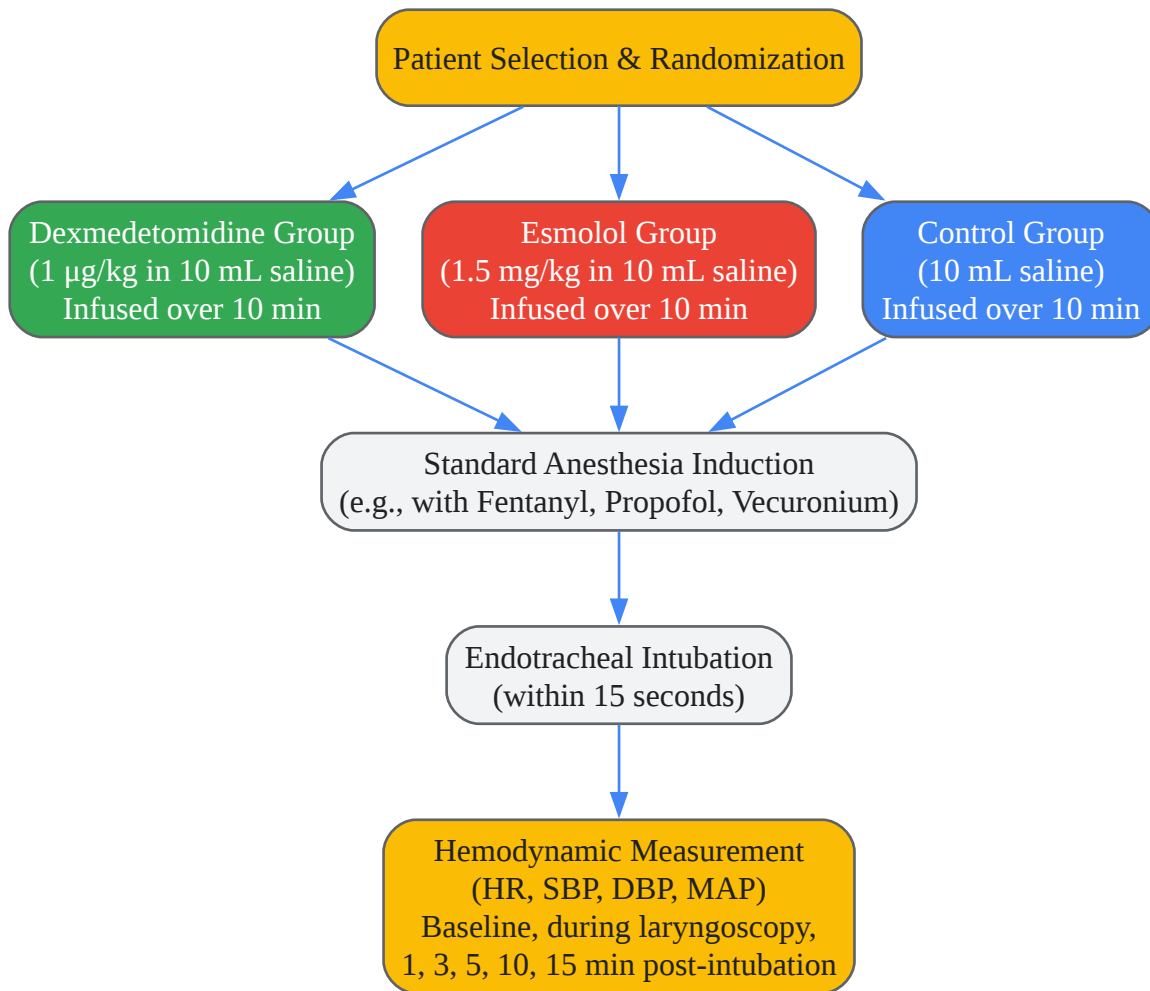 Patient Selection & Randomization
Dexmedetomidine Group
(1 μg/kg in 10 mL saline)
Infused over 10 min
Esmolol Group
(1.5 mg/kg in 10 mL saline)
Infused over 10 min
Control Group
(10 mL saline)
Infused over 10 min
Standard Anesthesia Induction
(e.g., with Fentanyl, Propofol, Vecuronium)
Endotracheal Intubation
(within 15 seconds)
Hemodynamic Measurement
(HR, SBP, DBP, MAP)
Baseline, during laryngoscopy,
1, 3, 5, 10, 15 min post-intubation